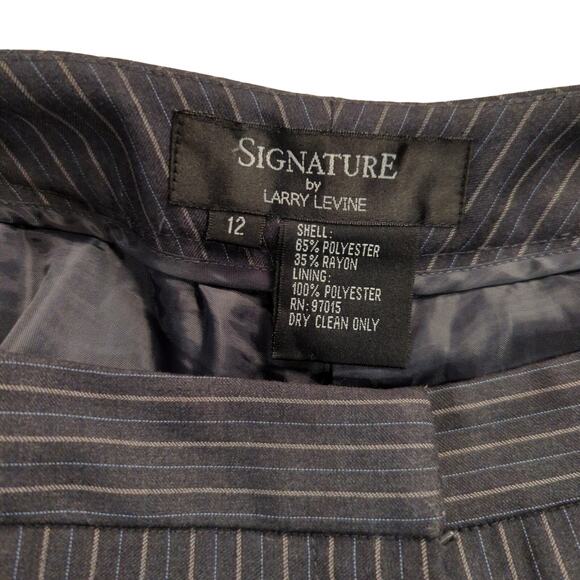 SIGNATURE
by
LARRY LEVINE
12
SHELL:
65% POLYESTER
35% RAYON
LINING:
100% POLYESTER
RN: 97015
DRY CLEAN ONLY